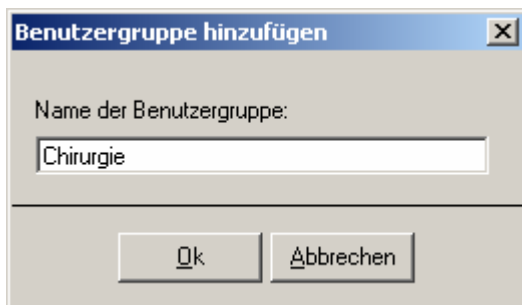 Benutzergruppe hinzufügen
Name der Benutzergruppe:
Chirurgie
Ok Abbrechen